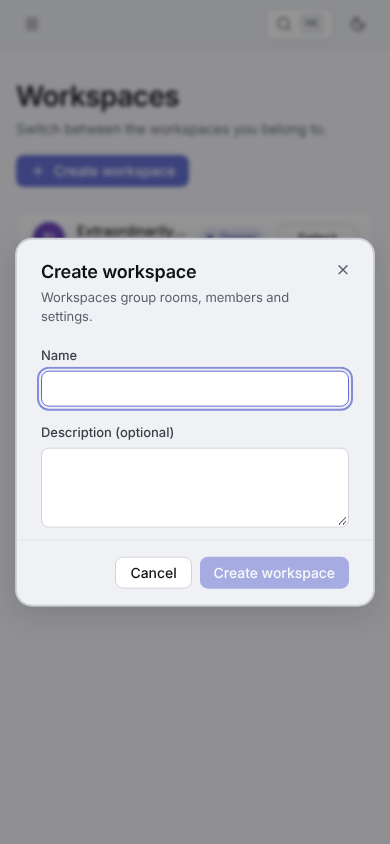 Workspaces
Switch between the workspaces you belong to.
Create workspace
Extraordinarily...
Create workspace
Workspaces group rooms, members and
settings.
Name
Description (optional)
Cancel
Create workspace